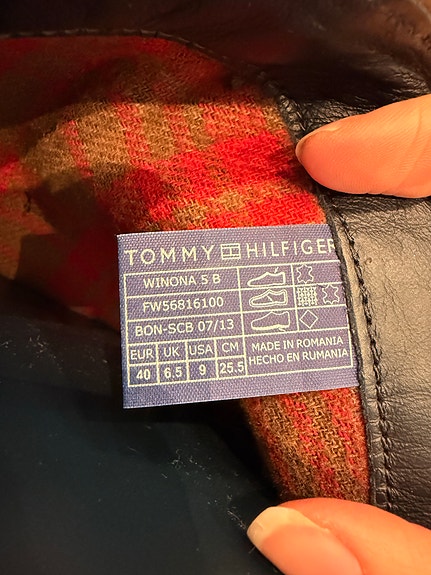 TOMMY HILFIGER
WINONA S B
FW56816100
BON-SCB 07/13
EUR UK USA CM
40 6.5 9 25.5
MADE IN ROMANIA
HECHO EN RUMANIA